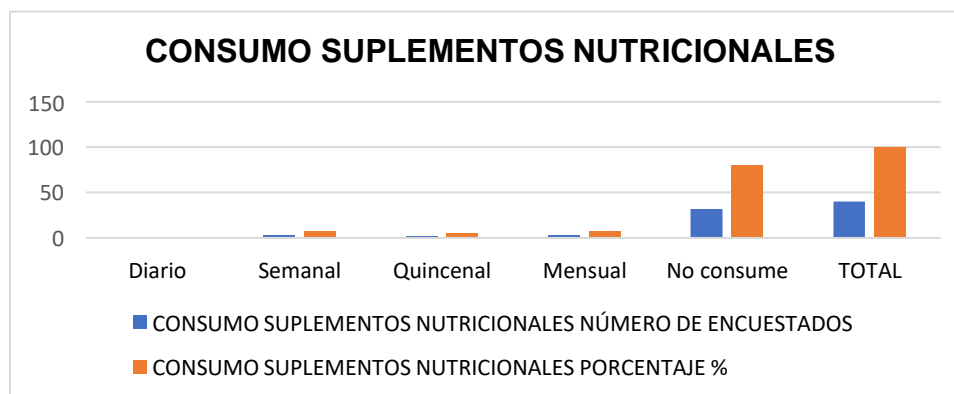 CONSUMO SUPLEMENTOS NUTRICIONALES
150
100
50
0
Diario Semanal Quincenal Mensual No consume TOTAL
CONSUMO SUPLEMENTOS NUTRICIONALES NÚMERO DE ENCUESTADOS
CONSUMO SUPLEMENTOS NUTRICIONALES PORCENTAJE %